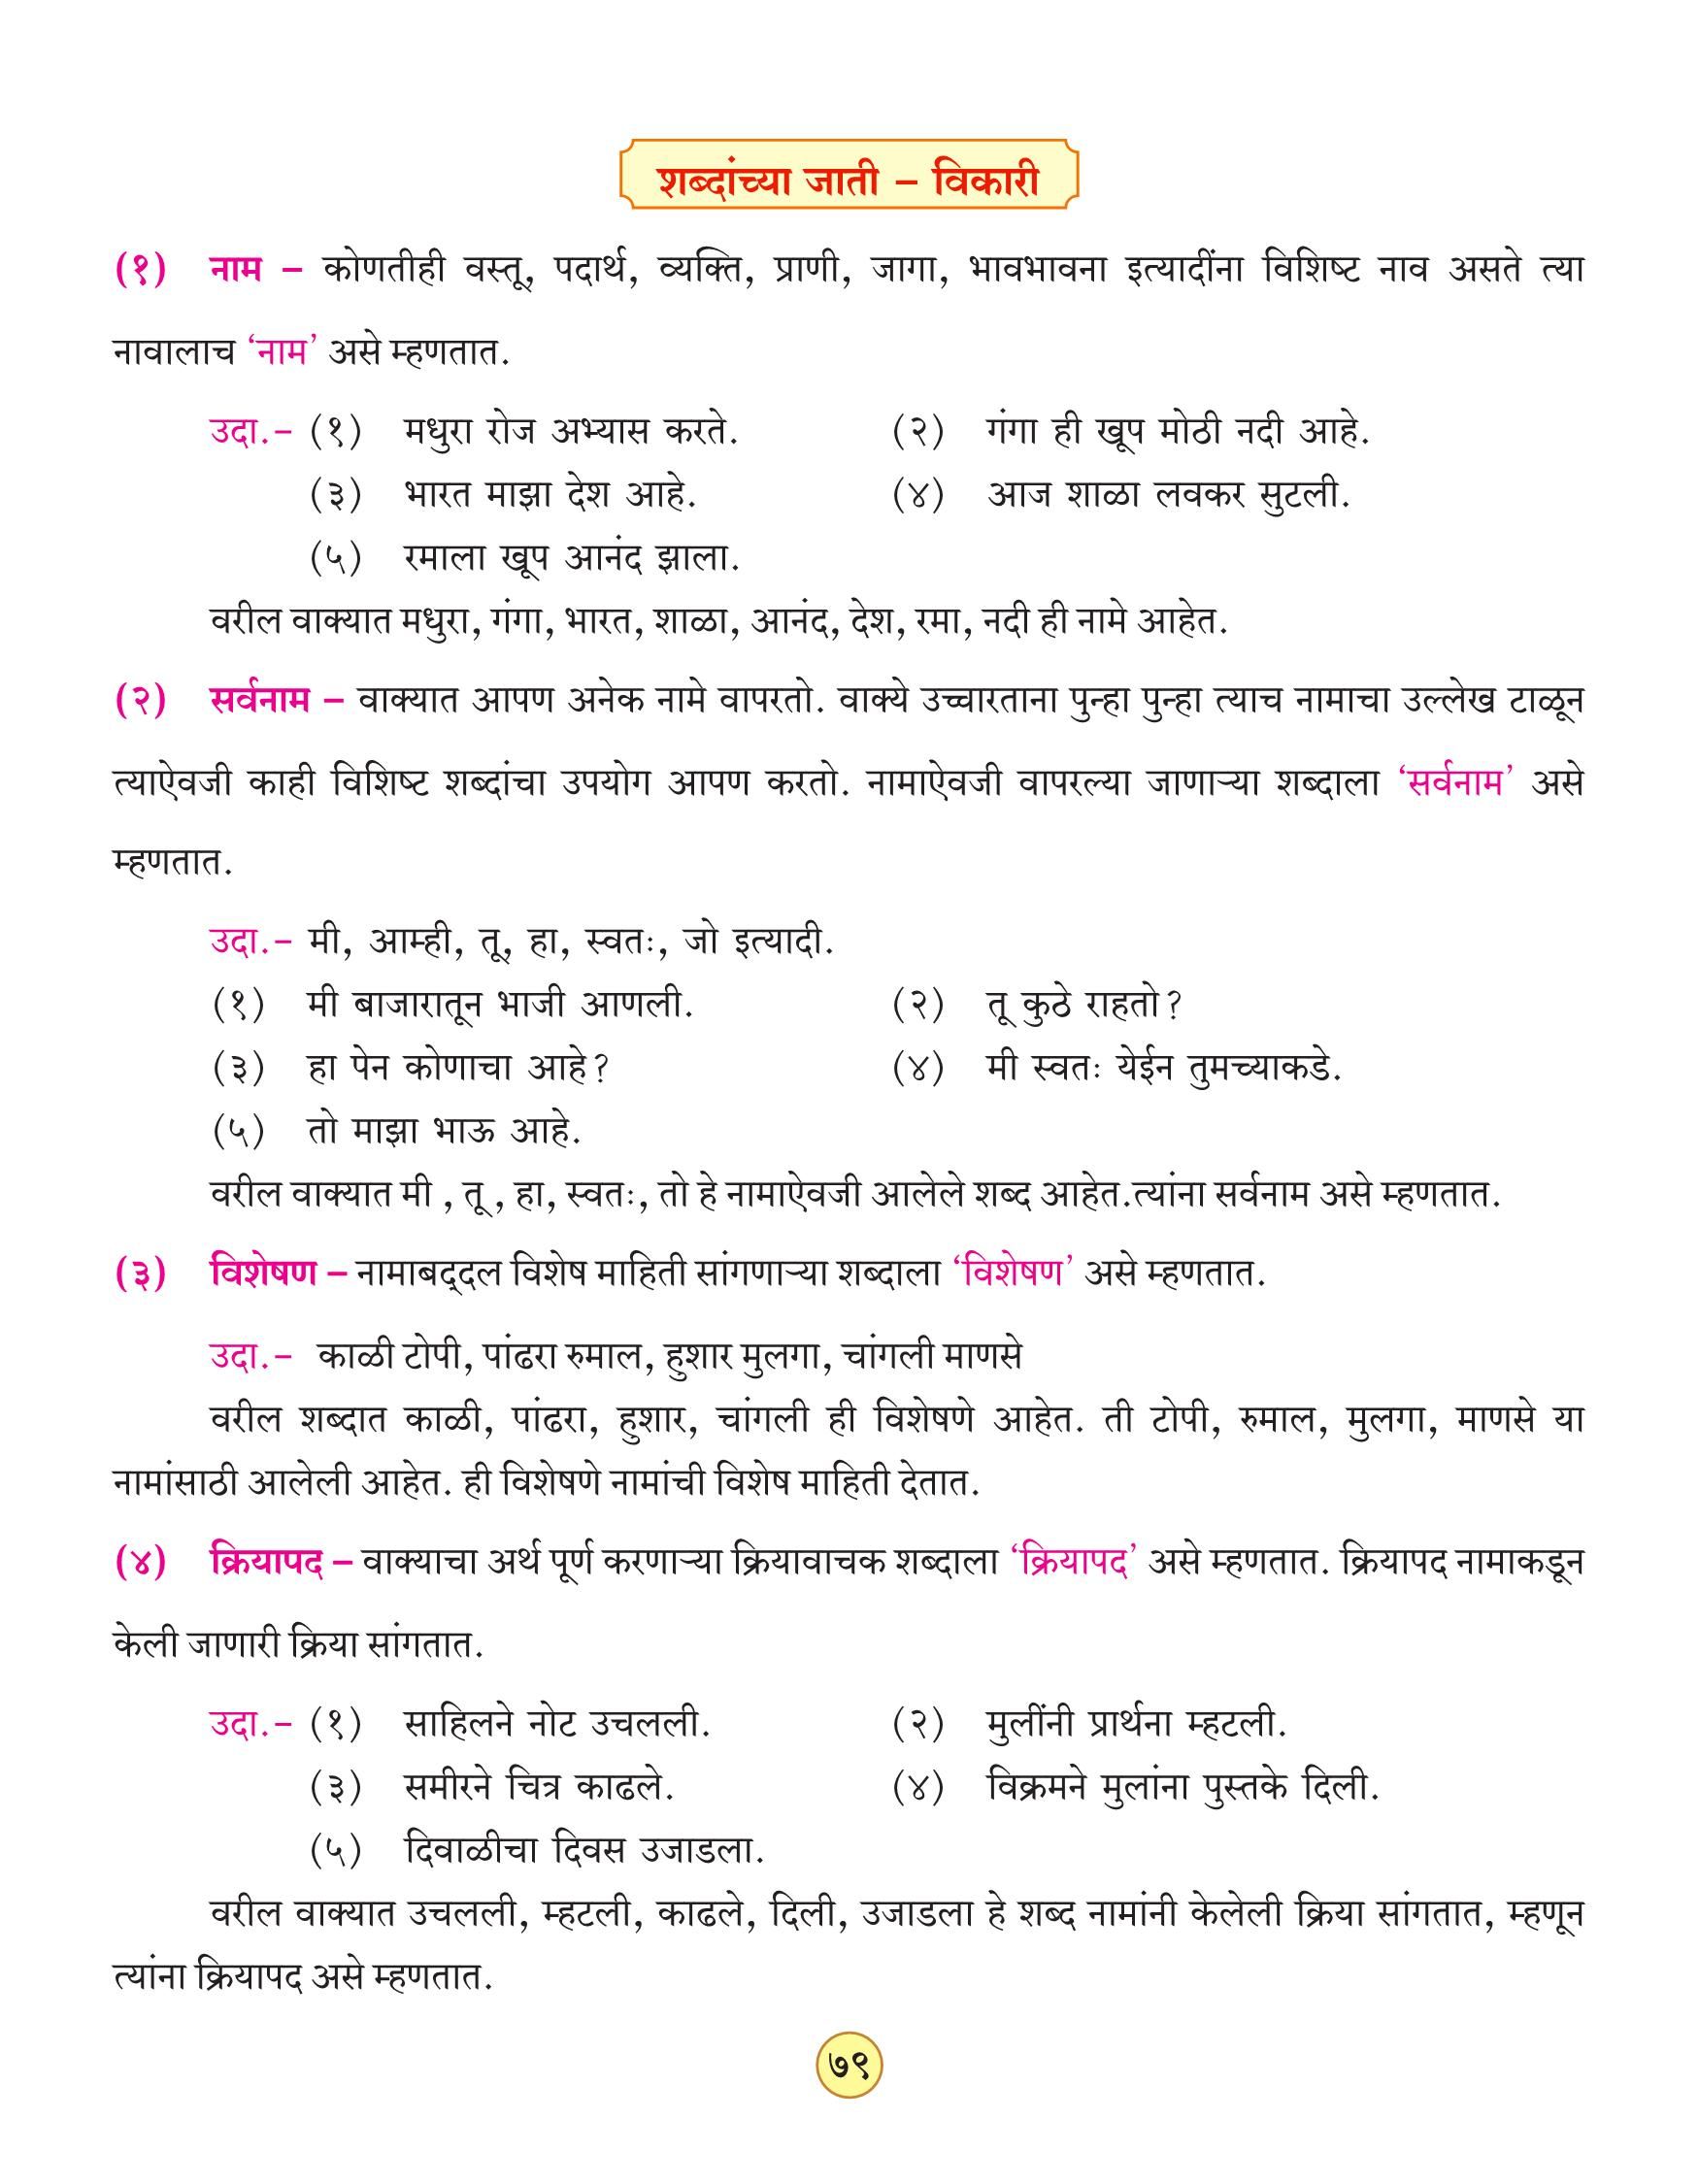 शब्दांच्या जाती – विकारी
(१) नाम – कोणतीही वस्तू, पदार्थ, व्यक्ति, प्राणी, जागा, भावभावना इत्यादींना विशिष्ट नाव असते त्या
नावालाच ‘नाम’ असे म्हणतात.
उदा.– (१) मधुरा रोज अभ्यास करते. (२) गंगा ही खूप मोठी नदी आहे.
(३) भारत माझा देश आहे. (४) आज शाळा लवकर सुटली.
(५) रमाला खूप आनंद झाला.
वरील वाक्यात मधुरा, गंगा, भारत, शाळा, आनंद, देश, रमा, नदी ही नामे आहेत.
(२) सर्वनाम – वाक्यात आपण अनेक नामे वापरतो. वाक्ये उच्चारताना पुन्हा पुन्हा त्याच नामाचा उल्लेख टाळून
त्याऐवजी काही विशिष्ट शब्दांचा उपयोग आपण करतो. नामाऐवजी वापरल्या जाणाऱ्या शब्दाला ‘सर्वनाम’ असे
म्हणतात.
उदा.– मी, आम्ही, तू, हा, स्वतः, जो इत्यादी.
(१) मी बाजारातून भाजी आणली. (२) तू कुठे राहतो?
(३) हा पेन कोणाचा आहे? (४) मी स्वतः येईन तुमच्याकडे.
(५) तो माझा भाऊ आहे.
वरील वाक्यात मी , तू , हा, स्वतः, तो हे नामाऐवजी आलेले शब्द आहेत.त्यांना सर्वनाम असे म्हणतात.
(३) विशेषण – नामाबद्‌दल विशेष माहिती सांगणाऱ्या शब्दाला ‘विशेषण’ असे म्हणतात.
उदा.– काळी टोपी, पांढरा रुमाल, हुशार मुलगा, चांगली माणसे
वरील शब्दात काळी, पांढरा, हुशार, चांगली ही विशेषणे आहेत. ती टोपी, रुमाल, मुलगा, माणसे या
नामांसाठी आलेली आहेत. ही विशेषणे नामांची विशेष माहिती देतात.
(४) क्रियापद – वाक्याचा अर्थ पूर्ण करणाऱ्या क्रियावाचक शब्दाला ‘क्रियापद’ असे म्हणतात. क्रियापद नामाकडून
केली जाणारी क्रिया सांगतात.
उदा.– (१) साहिलने नोट उचलली. (२) मुलींनी प्रार्थना म्हटली.
(३) समीरने चित्र काढले. (४) विक्रमने मुलांना पुस्तके दिली.
(५) दिवाळीचा दिवस उजाडला.
वरील वाक्यात उचलली, म्हटली, काढले, दिली, उजाडला हे शब्द नामांनी केलेली क्रिया सांगतात, म्हणून
त्यांना क्रियापद असे म्हणतात.
७९